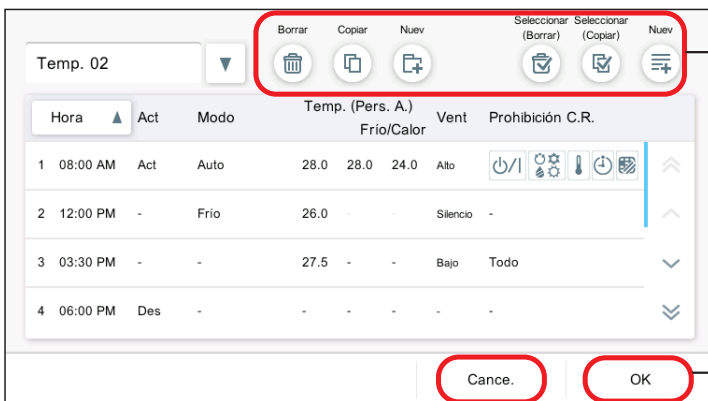 Borrar Copiar Nuev Seleccionar (Borrar) Seleccionar (Copiar) Nuev
Temp. 02
Hora Act Modo Temp. (Pers. A.) Frío/Calor Vent Prohibición C.R.
1 08:00 AM Act Auto 28.0 28.0 24.0 Alto
2 12:00 PM - Frío 26.0 - - Silencio -
3 03:30 PM - - 27.5 - - Bajo Todo
4 06:00 PM Des - - - - - -
Cance. OK